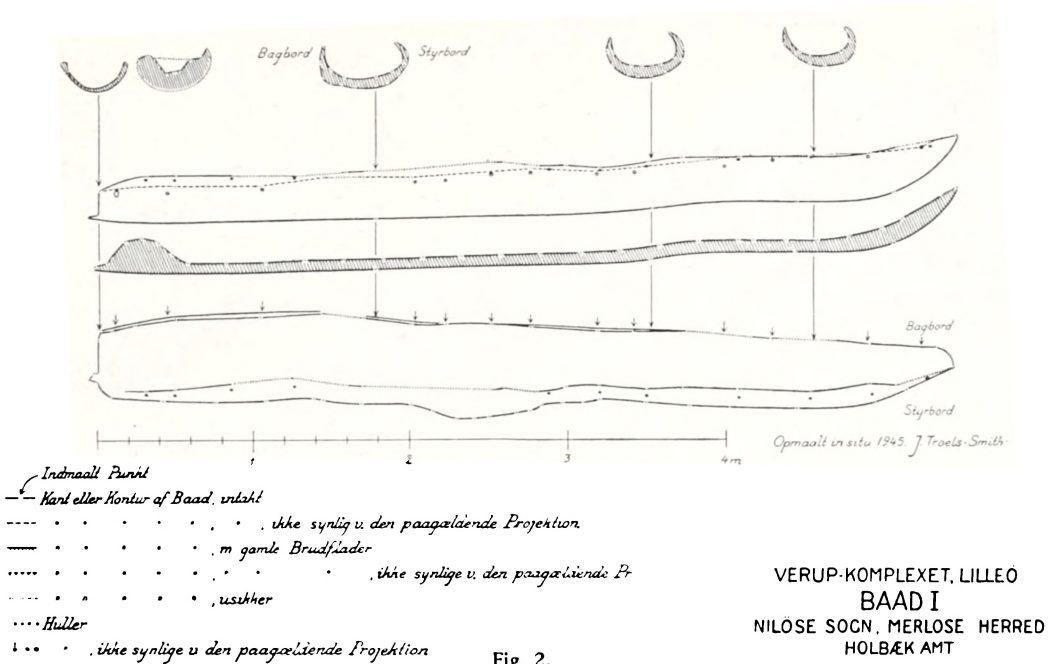 Bagbord Styrbord
Bagbord
Styrbord
1 2 3 4 m
Opmaalt in situ 1945. J. Troels-Smith.
Indmaalt Punkt
Kant eller Kontur af Baad, intakt
, ikke synlig v. den paagældende Projektion
, m gamle Brudflader
, ikke synlige v. den paagældende Pr
, usikker
Huller
, ikke synlige v den paagældende Projektion
VERUP-KOMPLEXET, LILLEÖ
BAAD I
NILÖSE SOGN, MERLOSE HERRED
HOLBÆK AMT
Fig. 2.